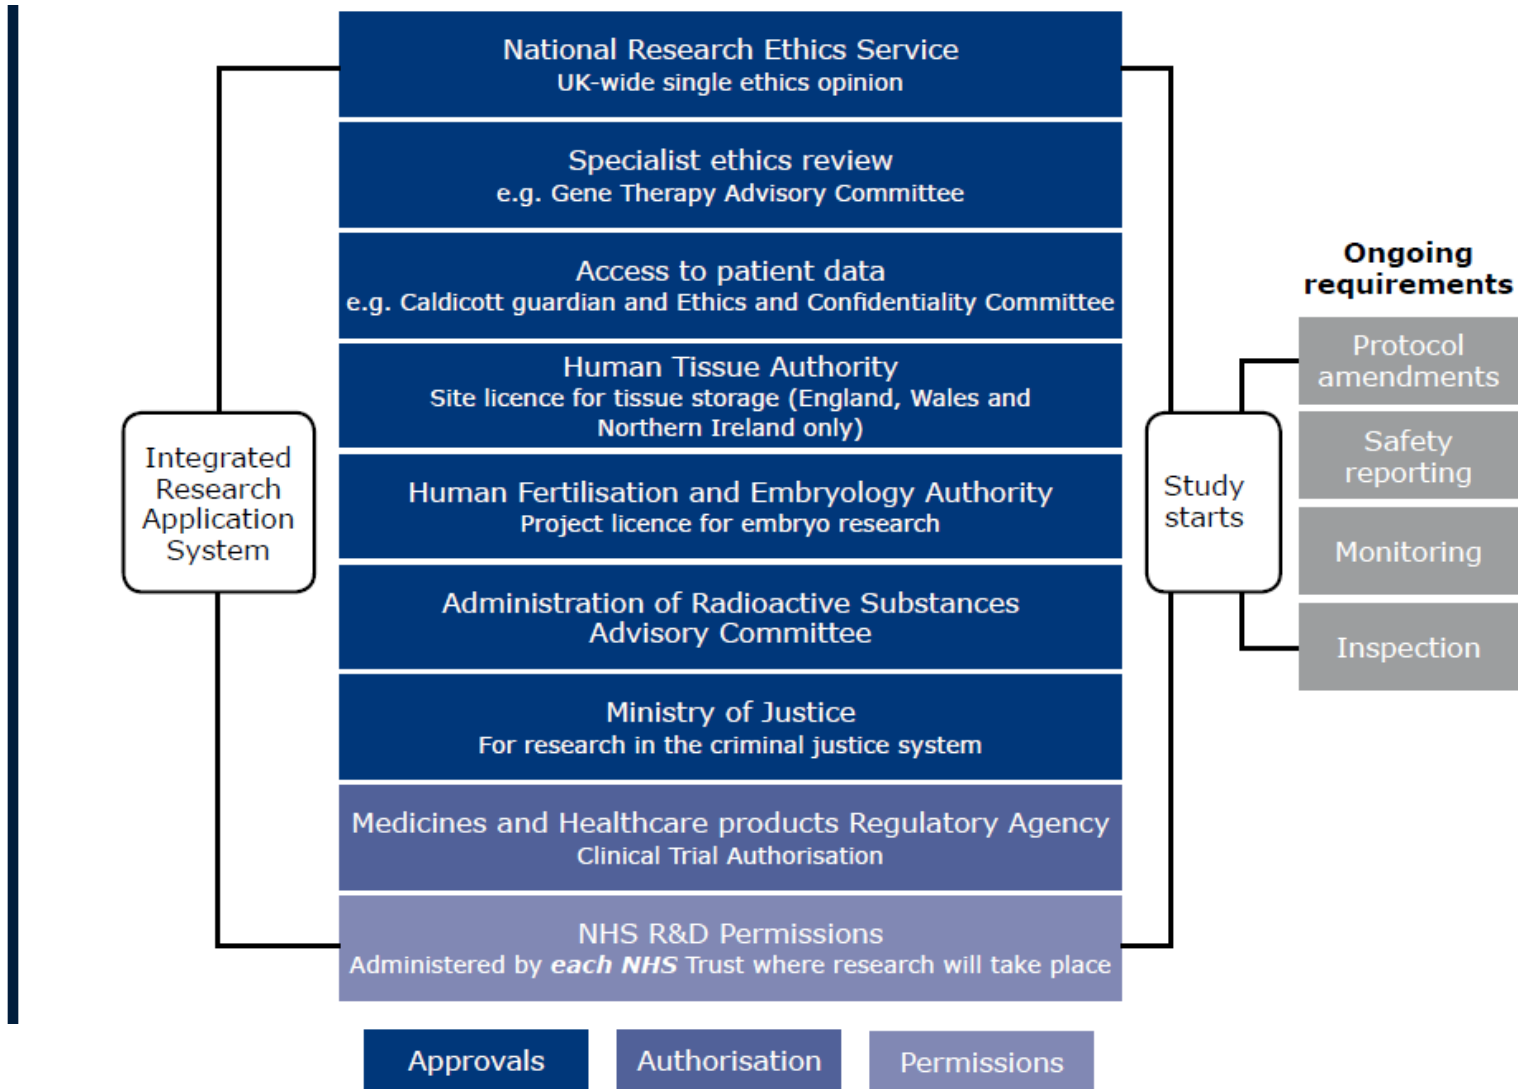 National Research Ethics Service
UK-wide single ethics opinion
Specialist ethics review
e.g. Gene Therapy Advisory Committee
Access to patient data
e.g. Caldicott guardian and Ethics and Confidentiality Committee
Human Tissue Authority
Site licence for tissue storage (England, Wales and
Northern Ireland only)
Human Fertilisation and Embryology Authority
Project licence for embryo research
Administration of Radioactive Substances
Advisory Committee
Ministry of Justice
For research in the criminal justice system
Medicines and Healthcare products Regulatory Agency
Clinical Trial Authorisation
NHS R&D Permissions
Administered by each NHS Trust where research will take place
Integrated
Research
Application
System
Study
starts
Ongoing
requirements
Protocol
amendments
Safety
reporting
Monitoring
Inspection
Approvals
Authorisation
Permissions